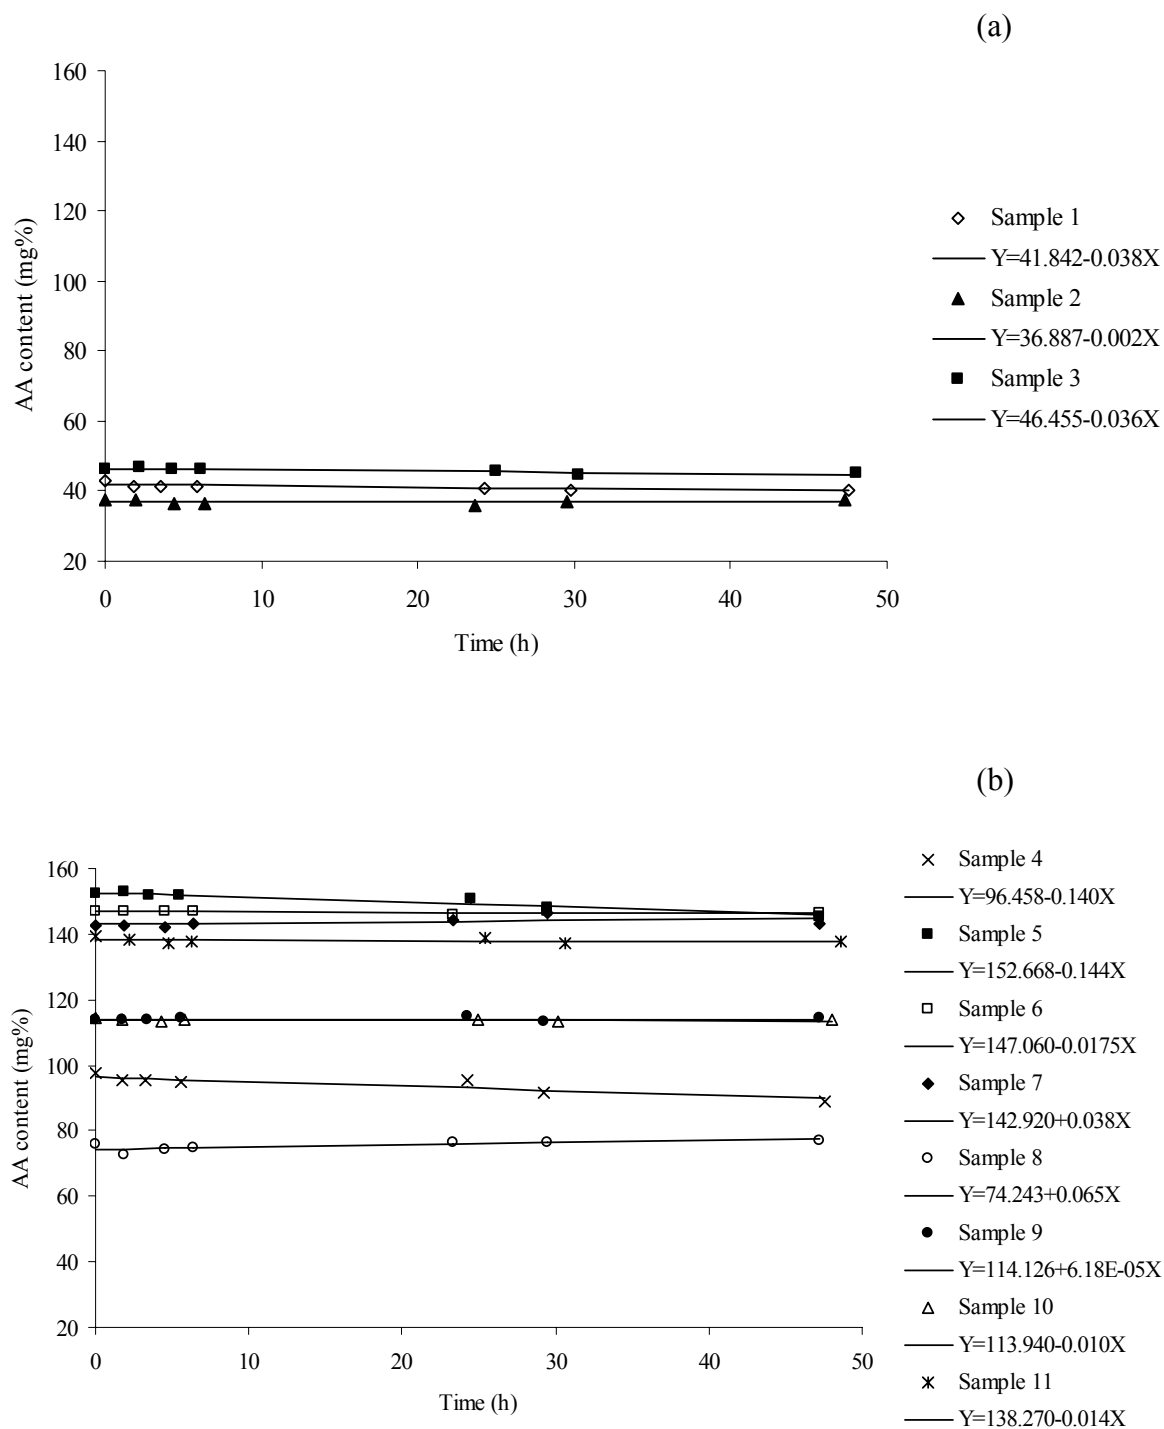 (a)
160
140
120
100
80
60
40
20
AA content (mg%)
0 10 20 30 40 50
Time (h)
Sample 1
Y=41.842-0.038X
Sample 2
Y=36.887-0.002X
Sample 3
Y=46.455-0.036X
(b)
160
140
120
100
80
60
40
20
AA content (mg%)
0 20 40 50
Time (h)
Sample 4
Y=96.458-0.140X
Sample 5
Y=152.668-0.144X
Sample 6
Y=147.060-0.0175X
Sample 7
Y=142.920+0.038X
Sample 8
Y=74.243+0.065X
Sample 9
Y=114.126+6.18E-05X
Sample 10
Y=113.940-0.010X
Sample 11
Y=138.270-0.014X